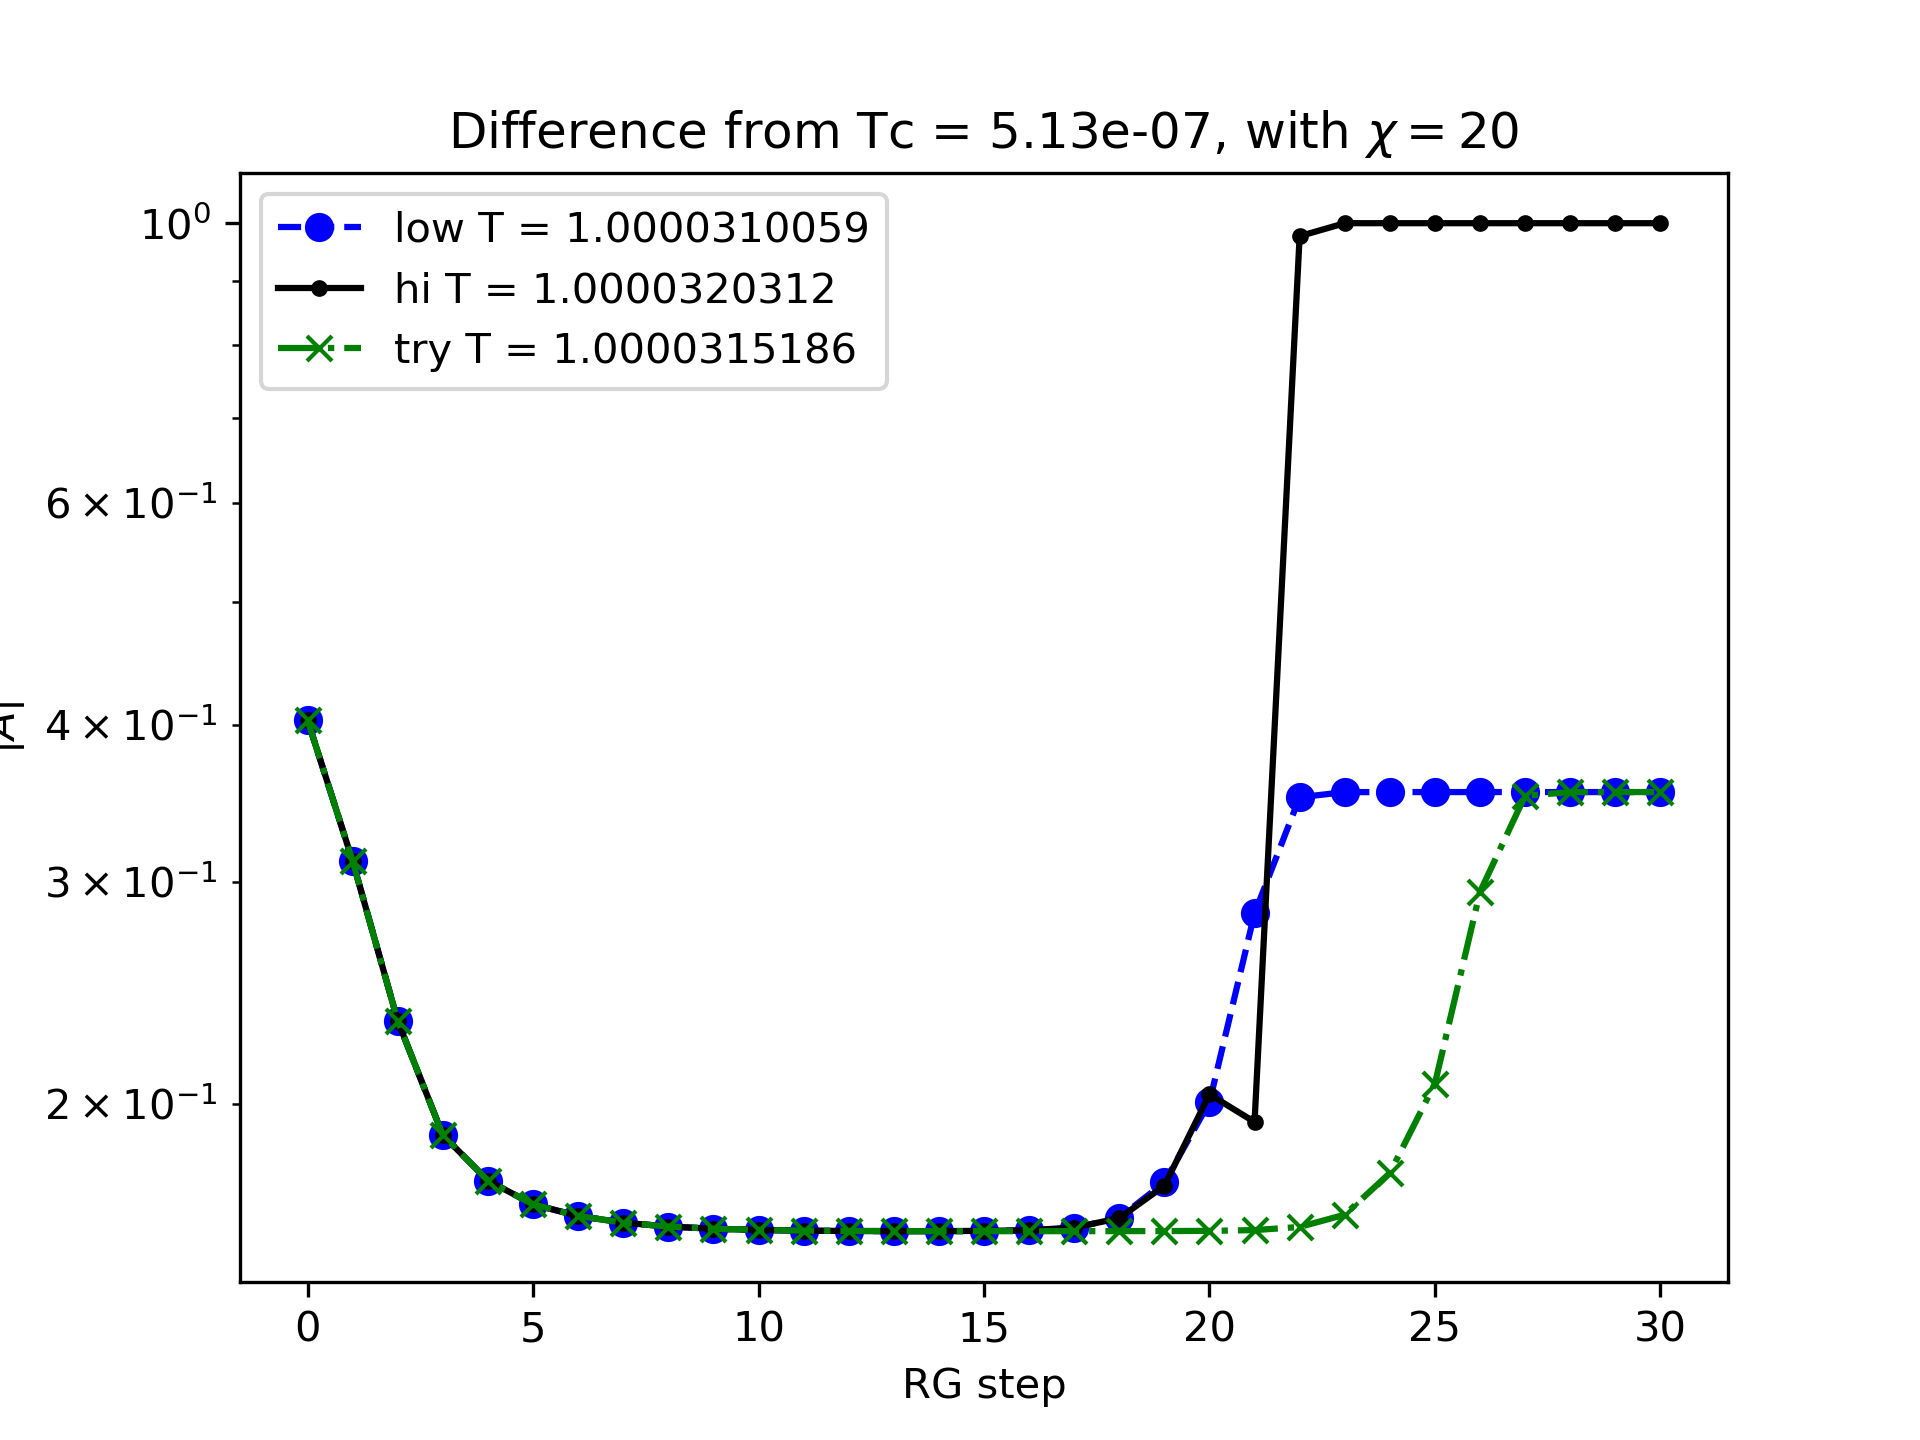 Difference from Tc = 5.13e-07, with χ = 20
low T = 1.0000310059
hi T = 1.0000320312
try T = 1.0000315186
10⁰
6 × 10⁻¹
4 × 10⁻¹
3 × 10⁻¹
2 × 10⁻¹
|A|
0 5 10 15 20 25 30
RG step